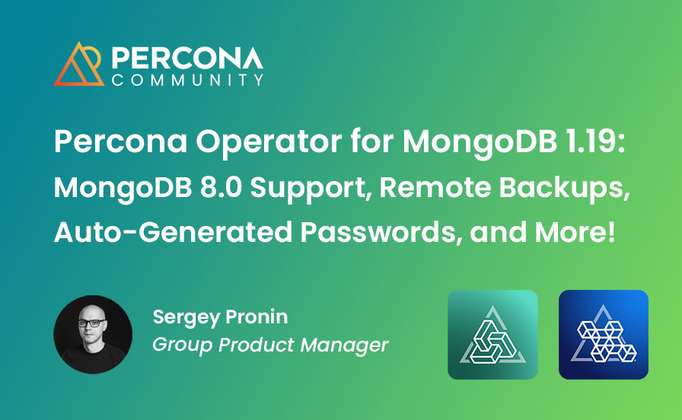 PERCONA
COMMUNITY
Percona Operator for MongoDB 1.19:
MongoDB 8.0 Support, Remote Backups,
Auto-Generated Passwords, and More!
Sergey Pronin
Group Product Manager